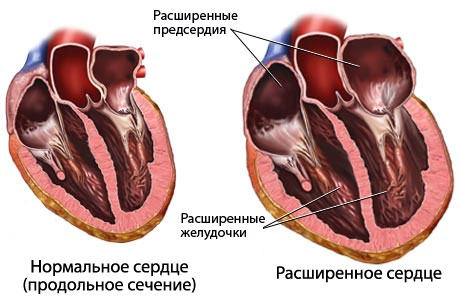 Расширенные
предсердия
Расширенные
желудочки
Нормальное сердце
(продольное сечение)
Расширенное сердце